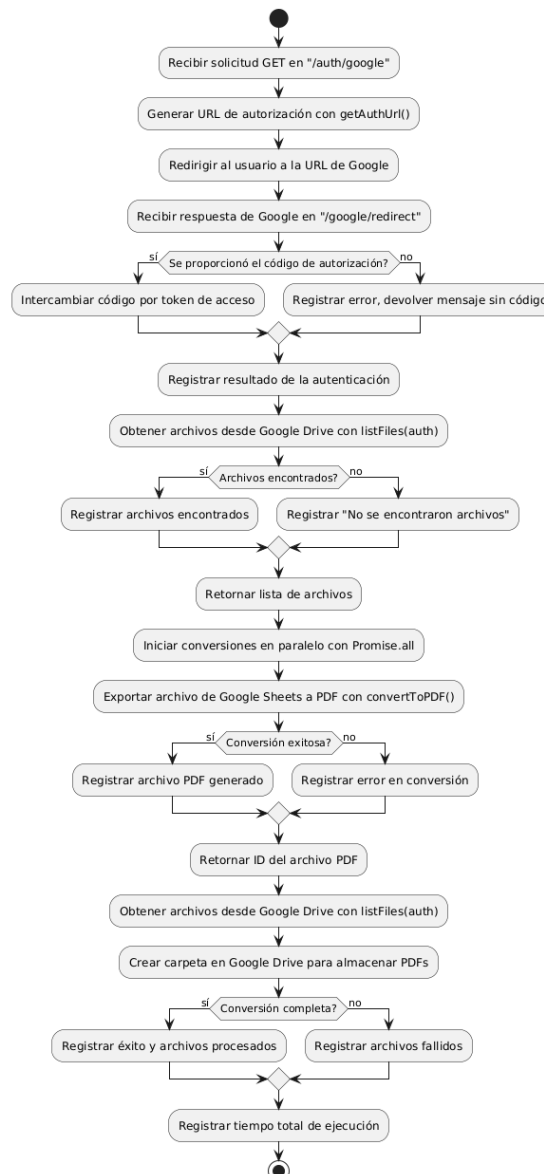 Recibir solicitud GET en "/auth/google"
Generar URL de autorización con getAuthUrl()
Redirigir al usuario a la URL de Google
Recibir respuesta de Google en "/google/redirect"
sí
Se proporcionó el código de autorización?
no
Intercambiar código por token de acceso
Registrar error, devolver mensaje sin código
Registrar resultado de la autenticación
Obtener archivos desde Google Drive con listFiles(auth)
sí
Archivos encontrados?
no
Registrar archivos encontrados
Registrar "No se encontraron archivos"
Retornar lista de archivos
Iniciar conversiones en paralelo con Promise.all
Exportar archivo de Google Sheets a PDF con convertToPDF()
sí
Conversión exitosa?
no
Registrar archivo PDF generado
Registrar error en conversión
Retornar ID del archivo PDF
Obtener archivos desde Google Drive con listFiles(auth)
Crear carpeta en Google Drive para almacenar PDFs
sí
Conversión completa?
no
Registrar éxito y archivos procesados
Registrar archivos fallidos
Registrar tiempo total de ejecución